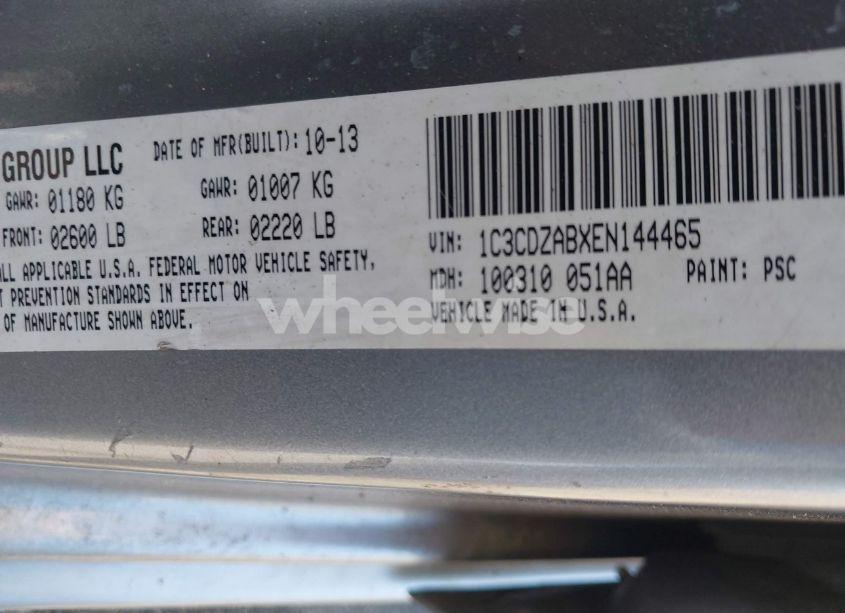 GROUP LLC DATE OF MFR(BUILT): 10-13
GAWR: 01180 KG GAWR: 01007 KG
FRONT: 02600 LB REAR: 02220 LB
ALL APPLICABLE U.S.A. FEDERAL MOTOR VEHICLE SAFETY,
PREVENTION STANDARDS IN EFFECT ON
OF MANUFACTURE SHOWN ABOVE.
VIN: 1C3CDZABXEN144465
MDH: 100310 051AA PAINT: PSC
VEHICLE MADE IN U.S.A.
wheelwise